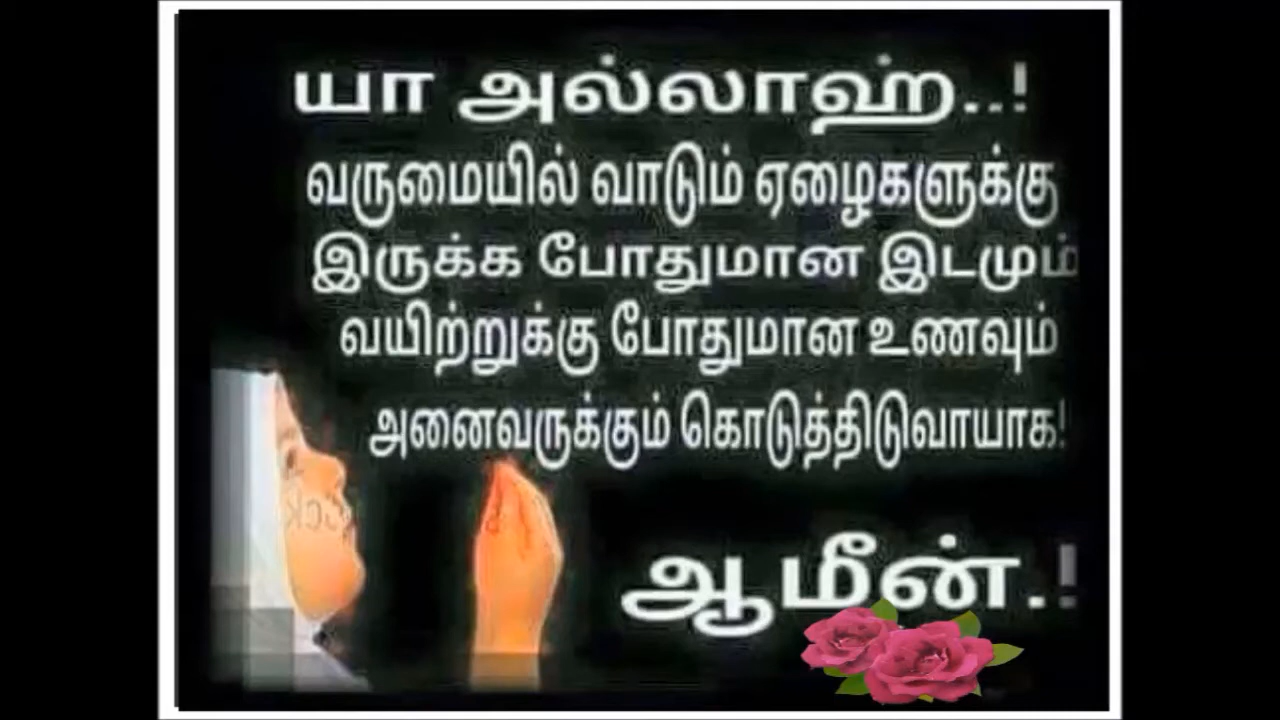 யா அல்லாஹ்..!
வருமையில் வாடும் ஏழைகளுக்கு
இருக்க போதுமான இடமும்
வயிற்றுக்கு போதுமான உணவும்
அனைவருக்கும் கொடுத்திடுவாயாக!
ஆமீன்.!